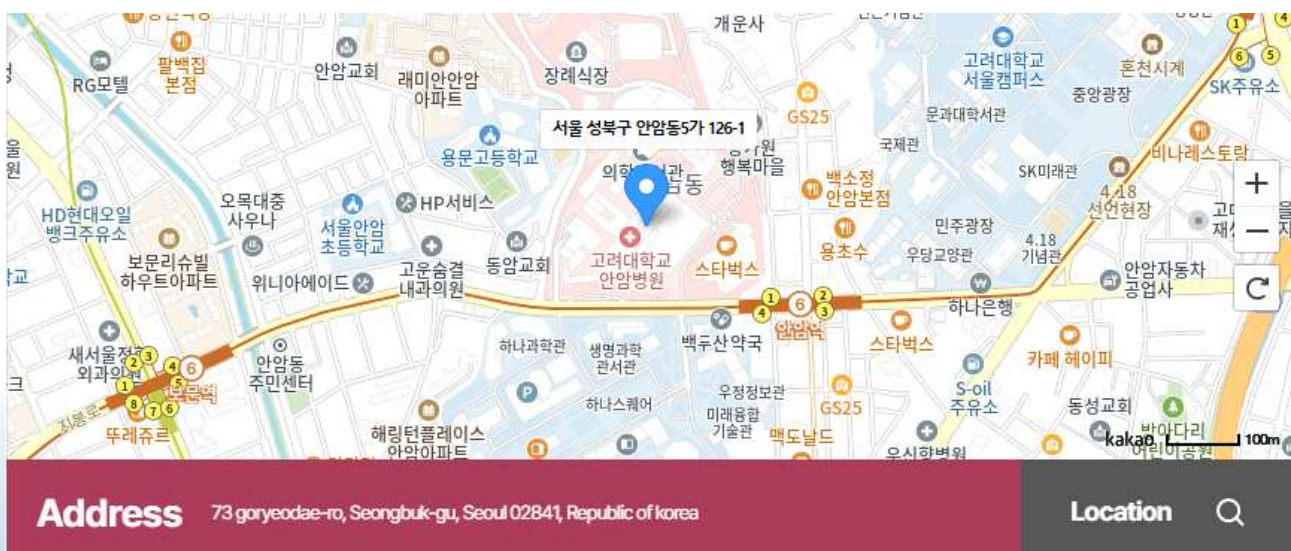 개운사
팔백집
본점
RG모텔
안암교회
래미안안암
아파트
장례식장
고려대학교
서울캠퍼스
혼천시계
SK주유소
중앙광장
GS25
문과대학서관
서울 성북구 안암동5가 126-1
용문고등학교
행복마을
국제관
비나레스토랑
SK미래관
백소정
안암본점
4.18
선언현장
HD현대오일
뱅크주유소
오목대중
사우나
서울안암
초등학교
HP서비스
민주광장
용초수
4.18
기념관
우당교양관
보문리슈빌
하우트아파트
위니아에이드
고운숨결
내과의원
동암교회
고려대학교
안암병원
스타벅스
안암자동차
공업사
하나은행
안암역
백두산약국
스타벅스
카페 헤이피
새서울정형
외과의원
보문역
안암동
주민센터
하나과학관
생명과학
관서관
하나스퀘어
우정정보관
미래융합
기술관
GS25
S-oil
주유소
동성교회
지봉로
뚜레쥬르
해링턴플레이스
안암아파트
맥도날드
우신향병원
kakao
100m
Address
73 goryeodae-ro, Seongbuk-gu, Seoul 02841, Republic of korea
Location